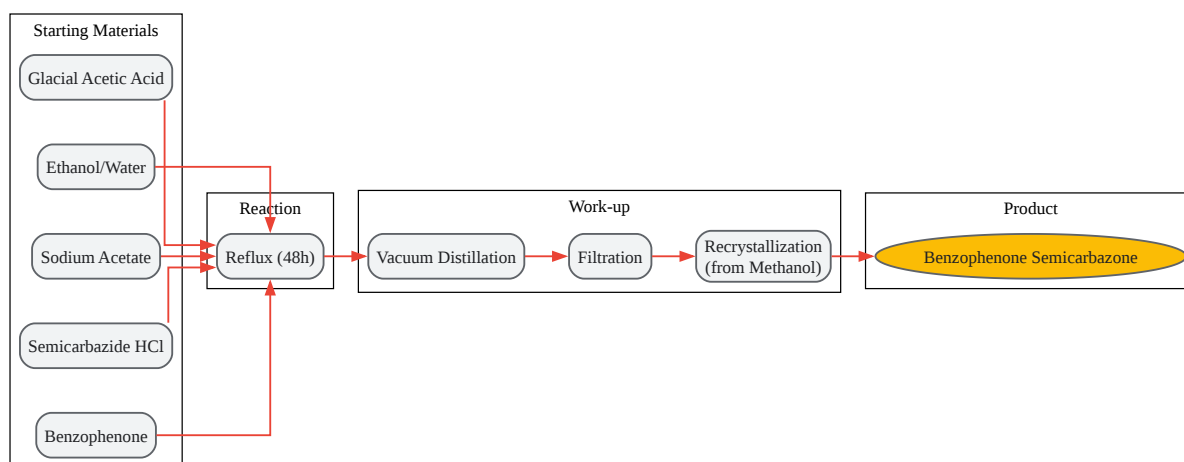 Starting Materials
Glacial Acetic Acid
Ethanol/Water
Sodium Acetate
Semicarbazide HCl
Benzophenone
Reaction
Reflux (48h)
Work-up
Vacuum Distillation
Filtration
Recrystallization
(from Methanol)
Product
Benzophenone Semicarbazone